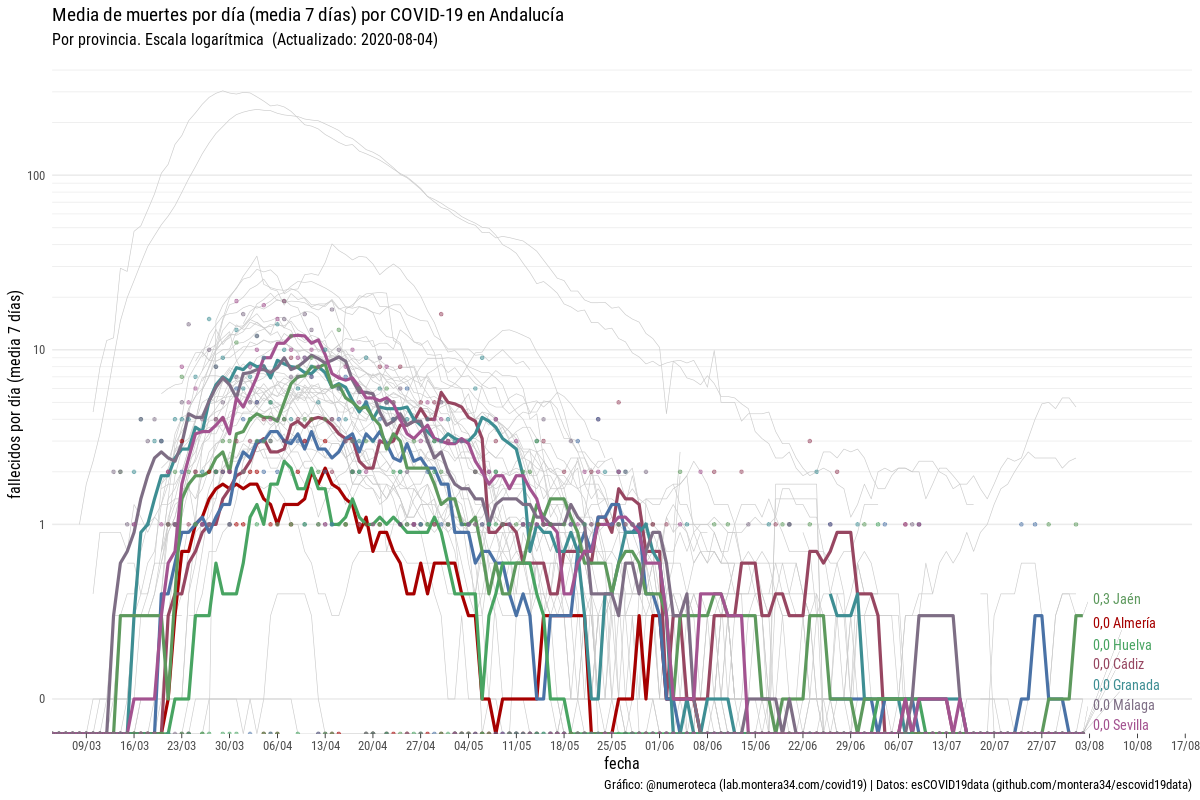 Media de muertes por día (media 7 días) por COVID-19 en Andalucía
Por provincia. Escala logarítmica  (Actualizado: 2020-08-04)
fallecidos por día (media 7 días)
100
10
1
0
0,3 Jaén
0,0 Almería
0,0 Huelva
0,0 Cádiz
0,0 Granada
0,0 Málaga
0,0 Sevilla
09/03 16/03 23/03 30/03 06/04 13/04 20/04 27/04 04/05 11/05 18/05 25/05 01/06 08/06 15/06 22/06 29/06 06/07 13/07 20/07 27/07 03/08 10/08 17/08
fecha
Gráfico: @numeroteca (lab.montera34.com/covid19) | Datos: esCOVID19data (github.com/montera34/escovid19data)